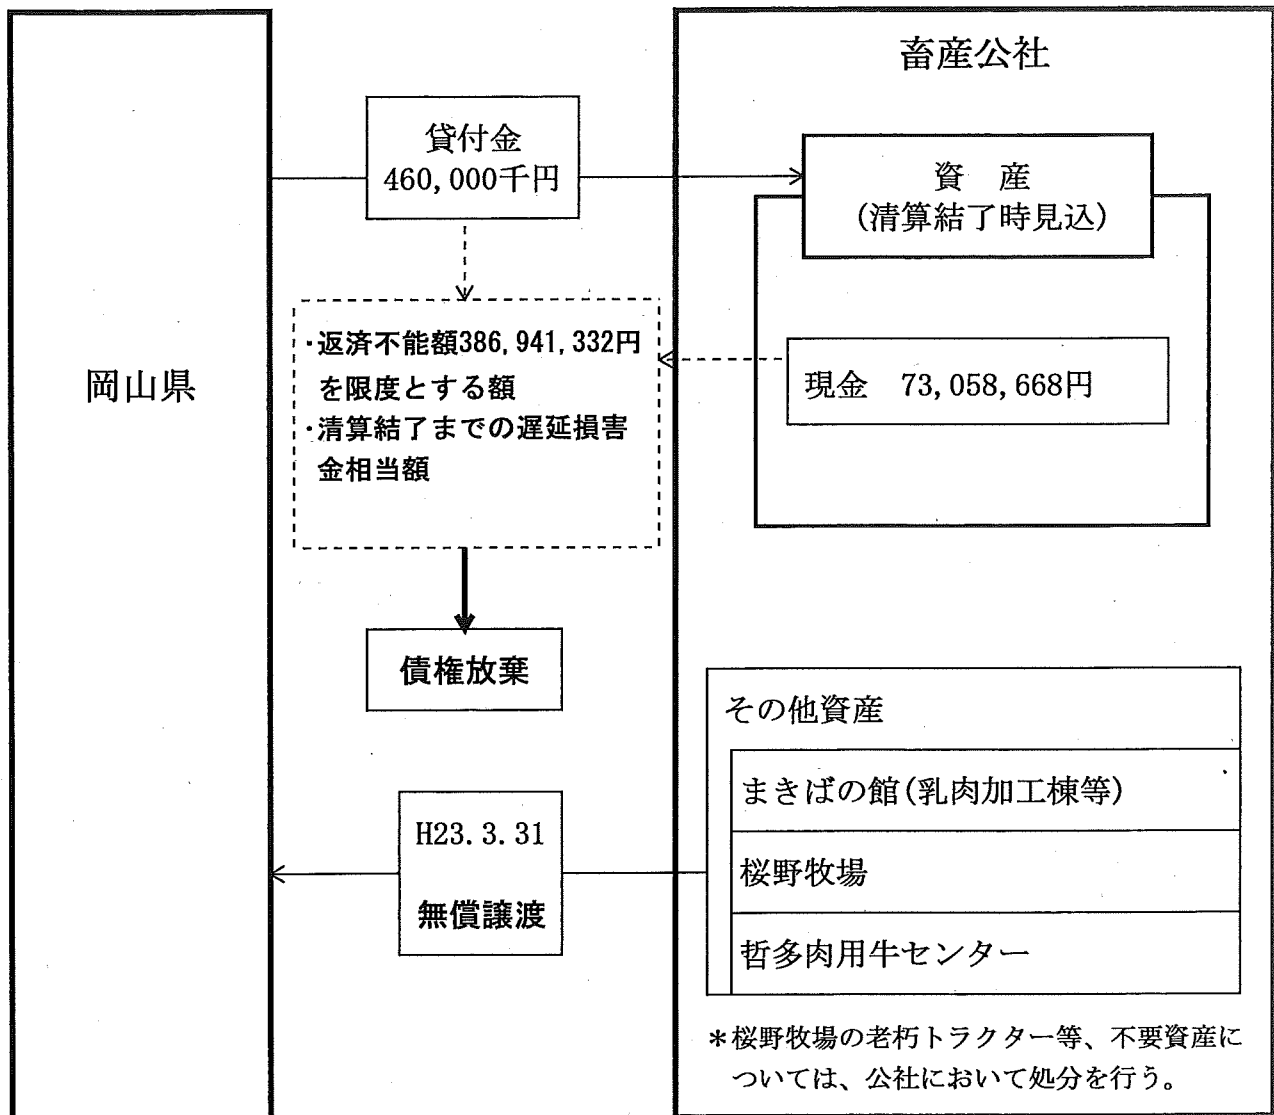 畜産公社
貸付金
460,000千円
資　産
(清算結了時見込)
・返済不能額386,941,332円
を限度とする額
・清算結了までの遅延損害
金相当額
現金　73,058,668円
岡山県
債権放棄
その他資産
まきばの館(乳肉加工棟等)
H23.3.31
無償譲渡
桜野牧場
哲多肉用牛センター
＊桜野牧場の老朽トラクター等、不要資産に
ついては、公社において処分を行う。